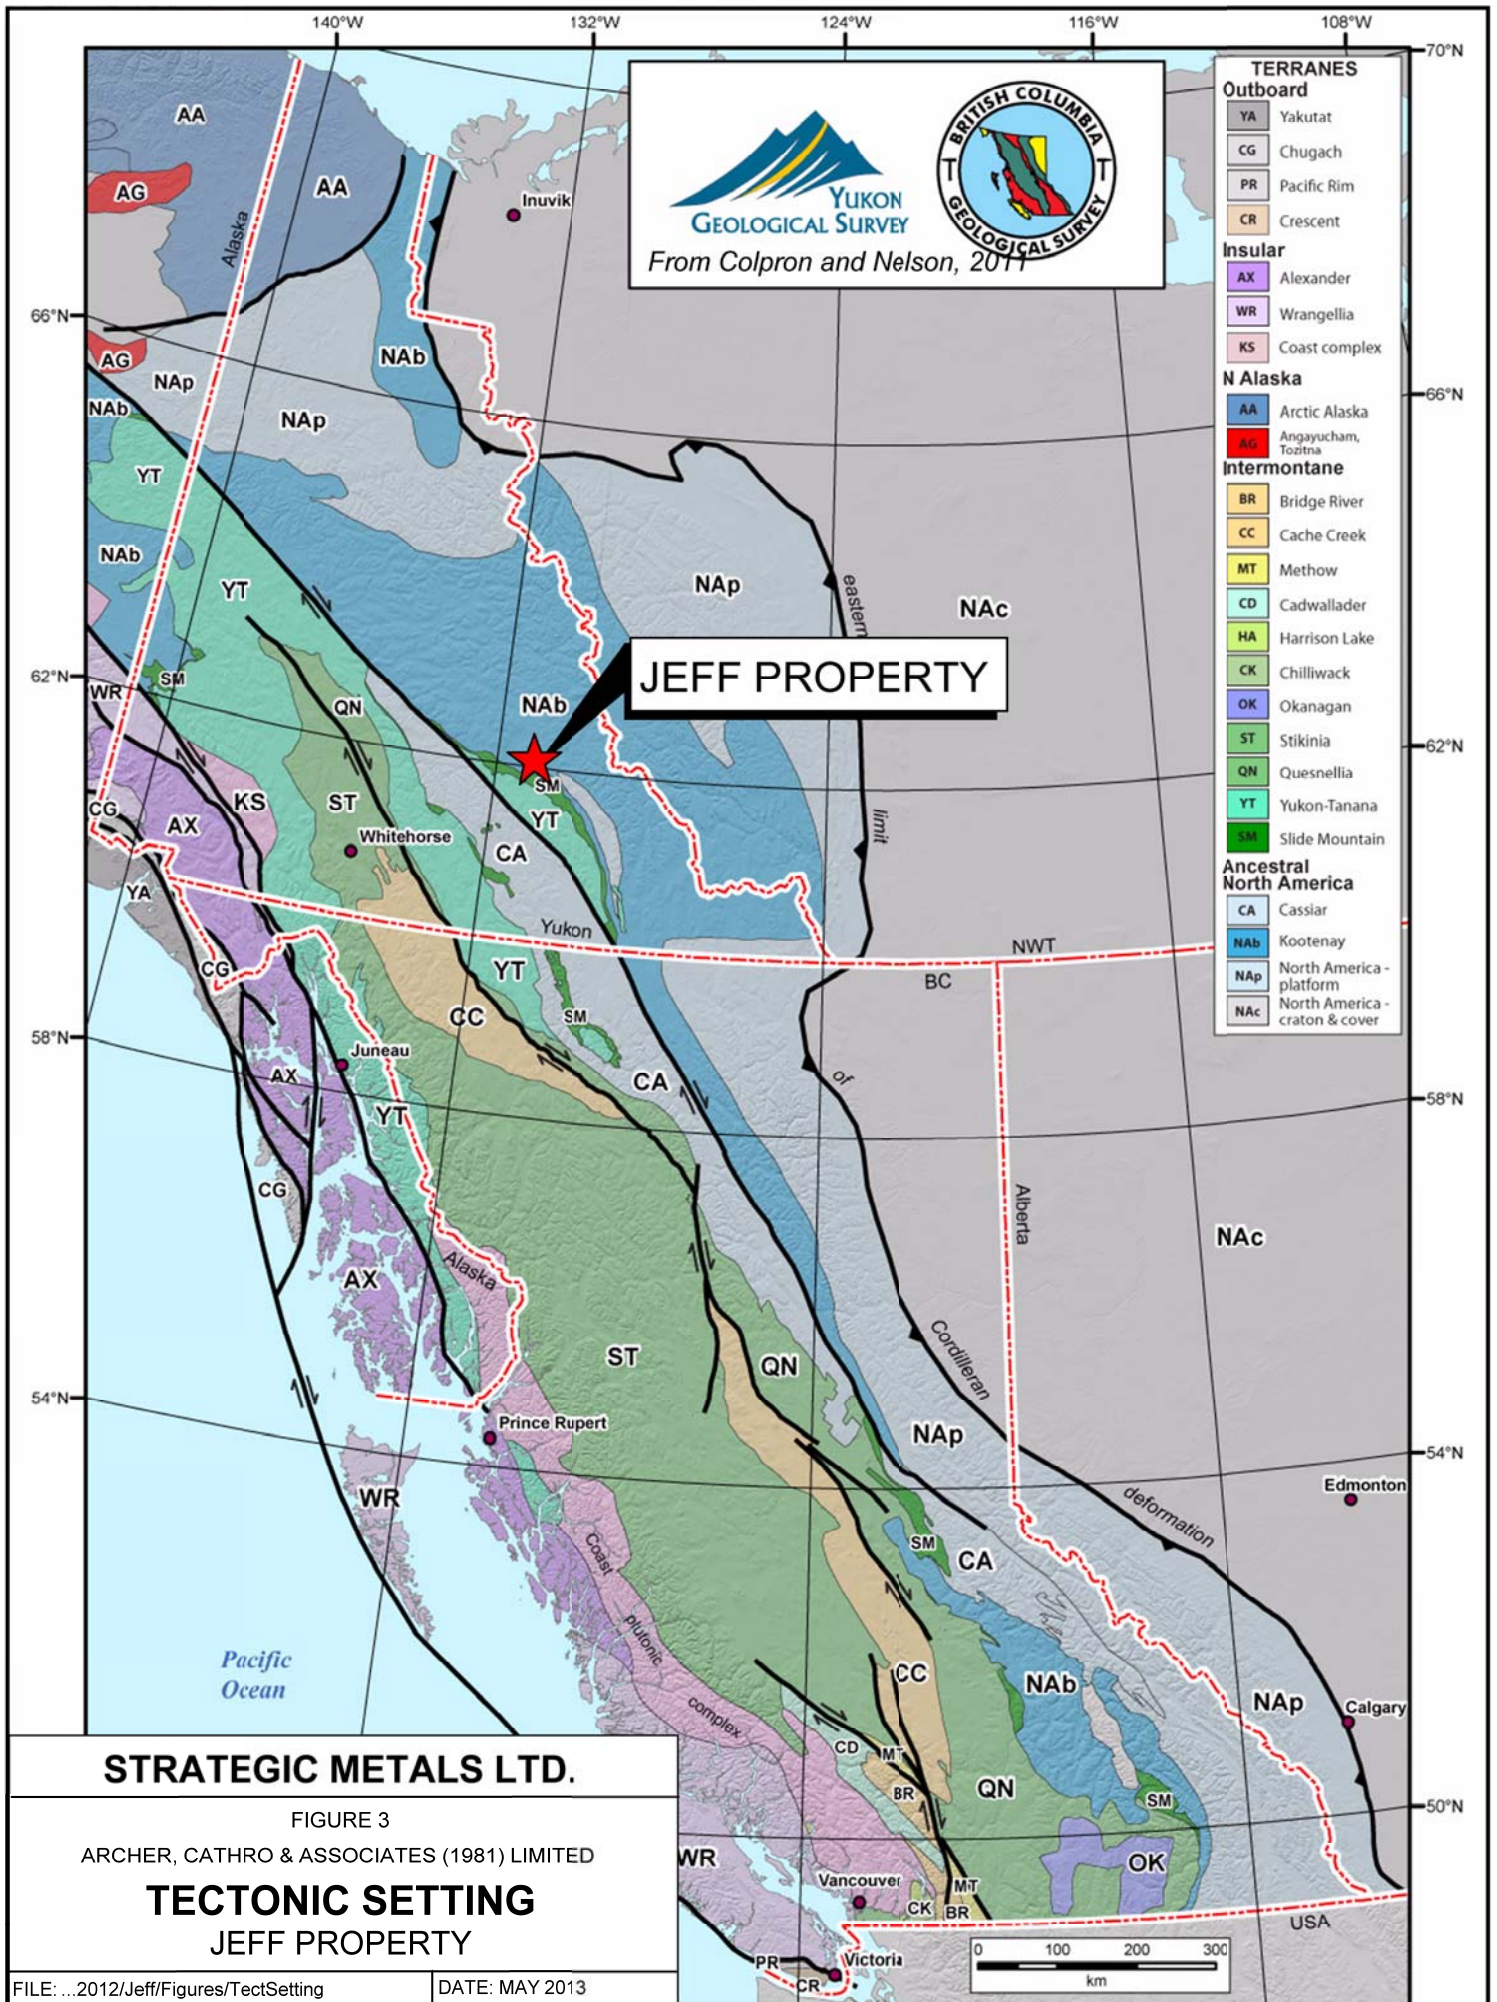 140°W
132°W
124°W
116°W
108°W
70°N
66°N
62°N
58°N
54°N
50°N
66°N
62°N
58°N
54°N
YUKON
GEOLOGICAL SURVEY
BRITISH COLUMBIA
GEOLOGICAL SURVEY
From Colpron and Nelson, 2011
TERRANES
Outboard
YA Yakutat
CG Chugach
PR Pacific Rim
CR Crescent
Insular
AX Alexander
WR Wrangellia
KS Coast complex
N Alaska
AA Arctic Alaska
AG Angayucham,
Tozitna
Intermontane
BR Bridge River
CC Cache Creek
MT Methow
CD Cadwallader
HA Harrison Lake
CK Chilliwack
OK Okanagan
ST Stikinia
QN Quesnellia
YT Yukon-Tanana
SM Slide Mountain
Ancestral
North America
CA Cassiar
NAb Kootenay
NAp North America -
platform
NAc North America -
craton & cover
AA
AG
AA
Alaska
Inuvik
AG
NAp
NAb
NAb
NAp
YT
NAb
YT
NAp
eastern
NAc
JEFF PROPERTY
SM
WR
QN
NAb
SM
CG
AX
KS
ST
Whitehorse
CA
YT
limit
YA
Yukon
NWT
BC
CG
YT
CC
SM
Juneau
AX
CA
of
YT
CG
Alberta
NAc
AX
Alaska
ST
QN
Cordilleran
Prince Rupert
NAp
WR
Edmonton
deformation
SM
CA
Coast
plutonic
complex
The
Pacific
Ocean
CC
NAb
NAp
Calgary
CD
MT
BR
QN
SM
WR
OK
Vancouver
CK
MT
BR
USA
PR
CR
Victoria
0 100 200 300
km
STRATEGIC METALS LTD.
FIGURE 3
ARCHER, CATHRO & ASSOCIATES (1981) LIMITED
TECTONIC SETTING
JEFF PROPERTY
FILE: ...2012/Jeff/Figures/TectSetting
DATE: MAY 2013